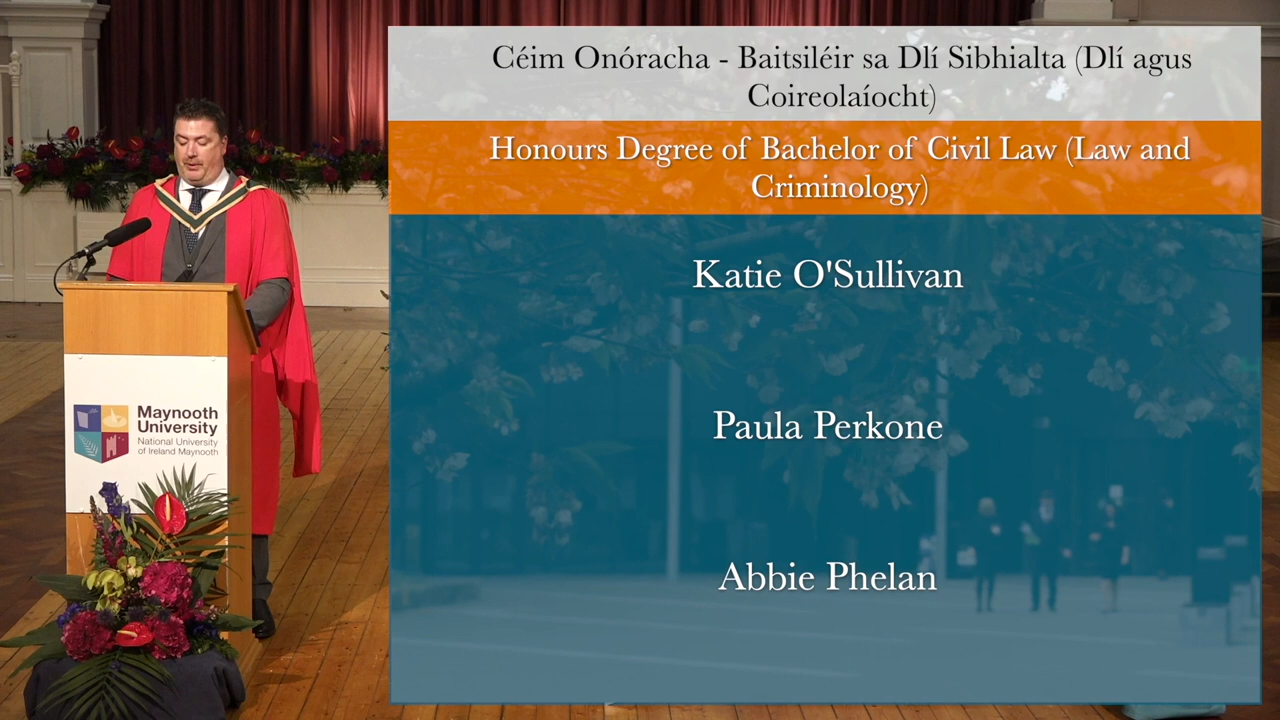 Céim Onóracha - Baitsiléir sa Dlí Sibhialta (Dlí agus
Coireolaíocht)
Honours Degree of Bachelor of Civil Law (Law and
Criminology)
Katie O'Sullivan
Paula Perkone
Abbie Phelan
Maynooth
University
National University
of Ireland Maynooth